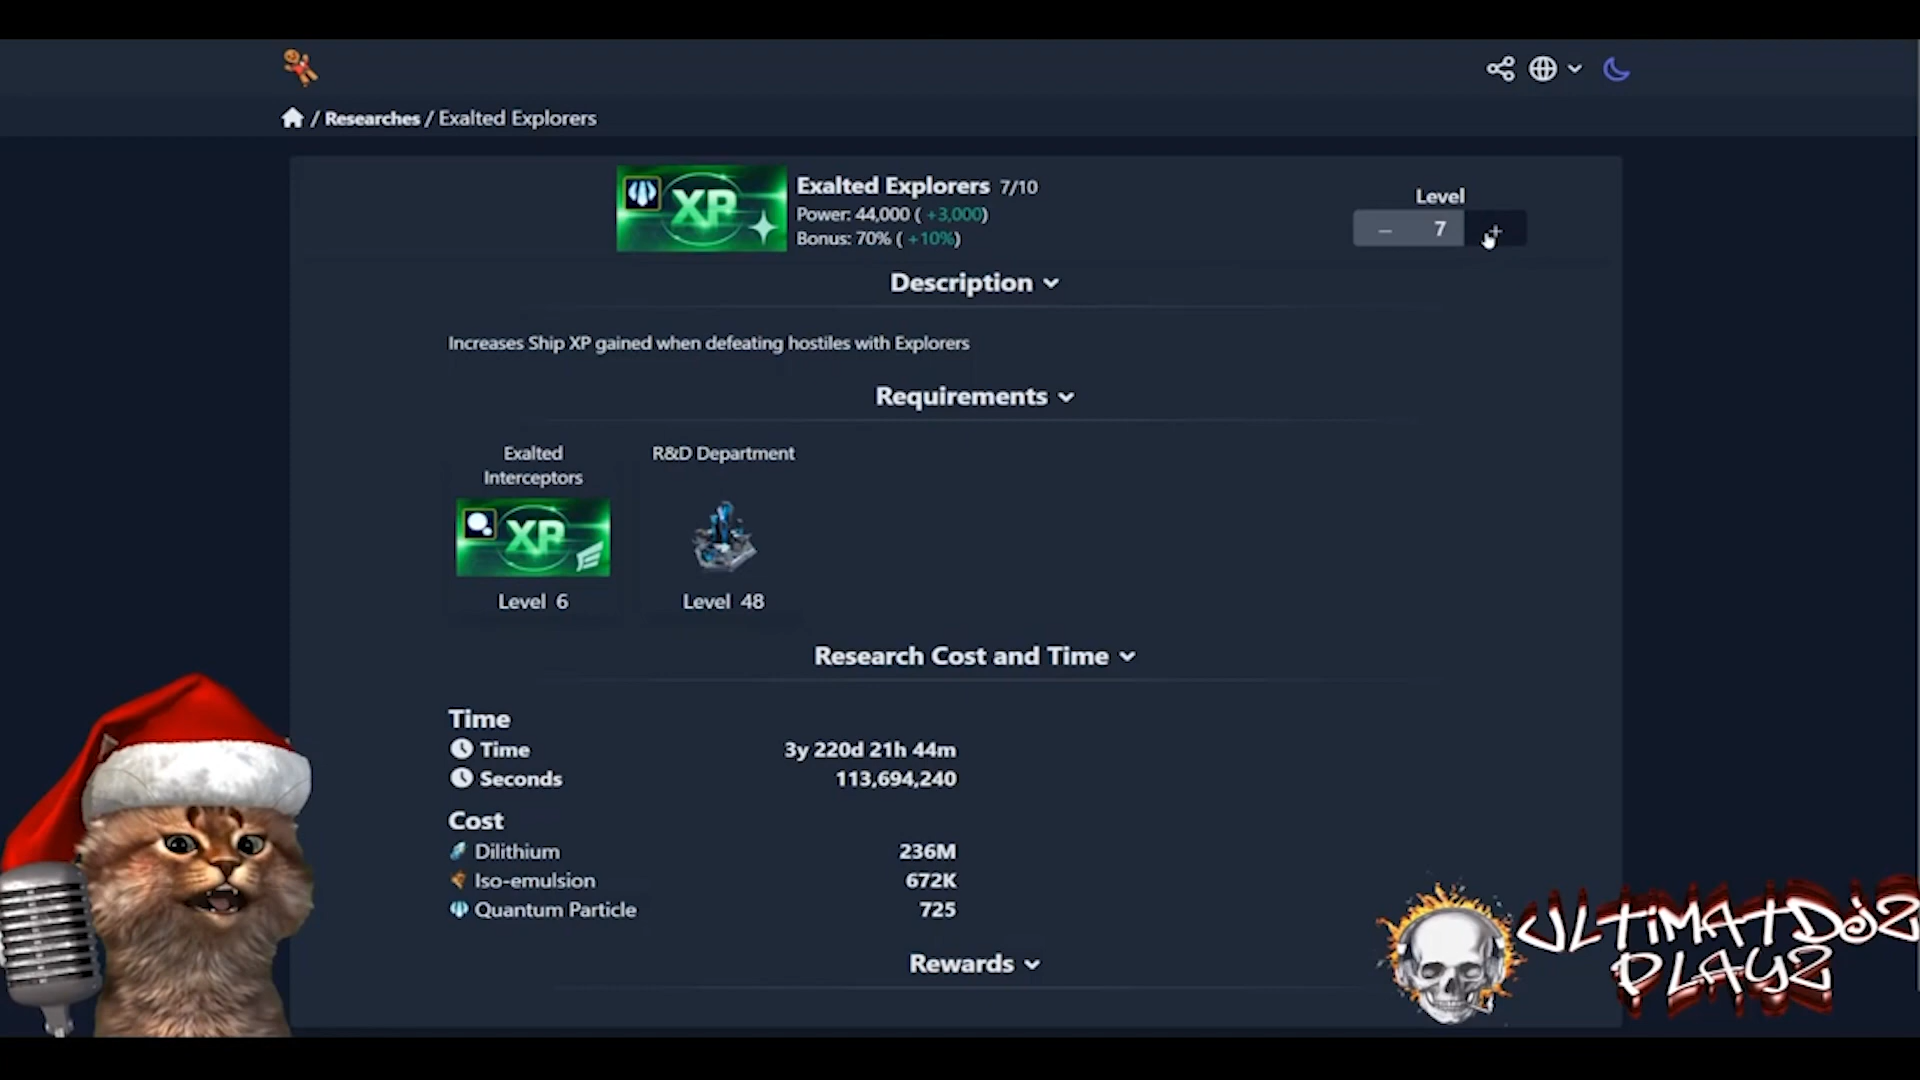 / Researches / Exalted Explorers
XP
Exalted Explorers 7/10
Power: 44,000 ( +3,000)
Bonus: 70% ( +10%)
Level
– 7 +
Description
Increases Ship XP gained when defeating hostiles with Explorers
Requirements
Exalted
Interceptors
XP
Level 6
R&D Department
Level 48
Research Cost and Time
Time
Time 3y 220d 21h 44m
Seconds 113,694,240
Cost
Dilithium 236M
Iso-emulsion 672K
Quantum Particle 725
Rewards
ULTIMATDJZ
PLAYZ